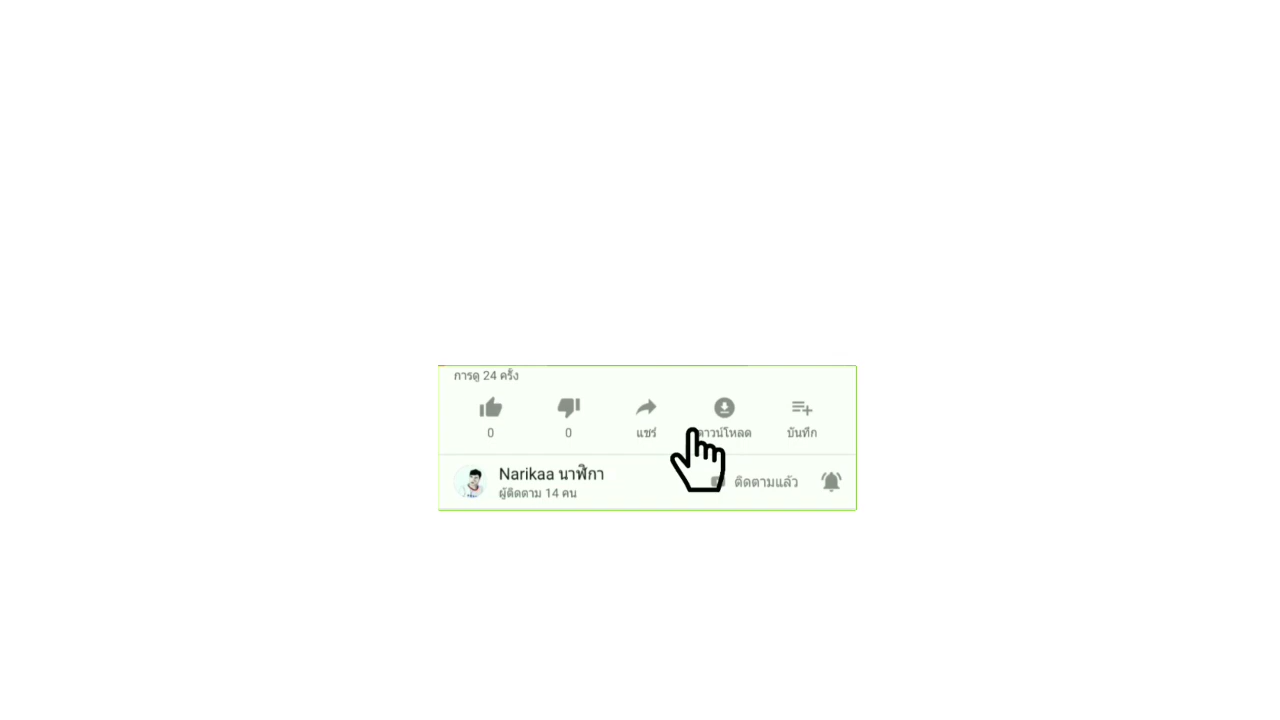 การดู 24 ครั้ง
0 0 แชร์ ดาวน์โหลด บันทึก
Narikaa นาฬิกา
ติดตามแล้ว
ผู้ติดตาม 14 คน